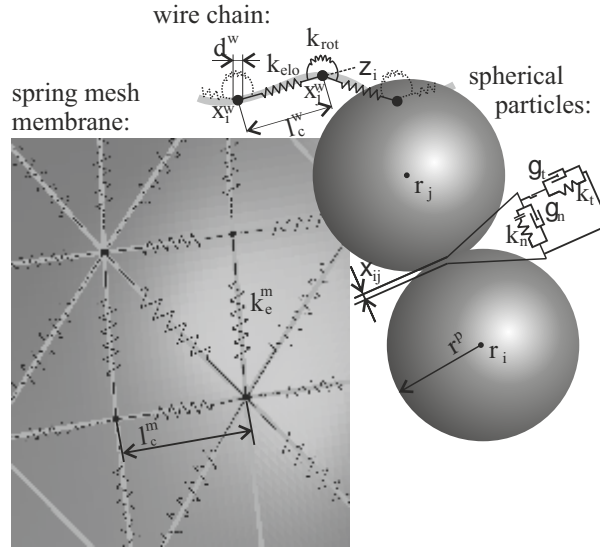 wire chain:
d^w
k_rot
k_elo
z_i
x_i^w
x_i^w
l_c^w
spherical
particles:
spring mesh
membrane:
r_j
g_t
k_t
g_n
k_n
x_ij
k_e^m
r^p
r_i
l_c^m